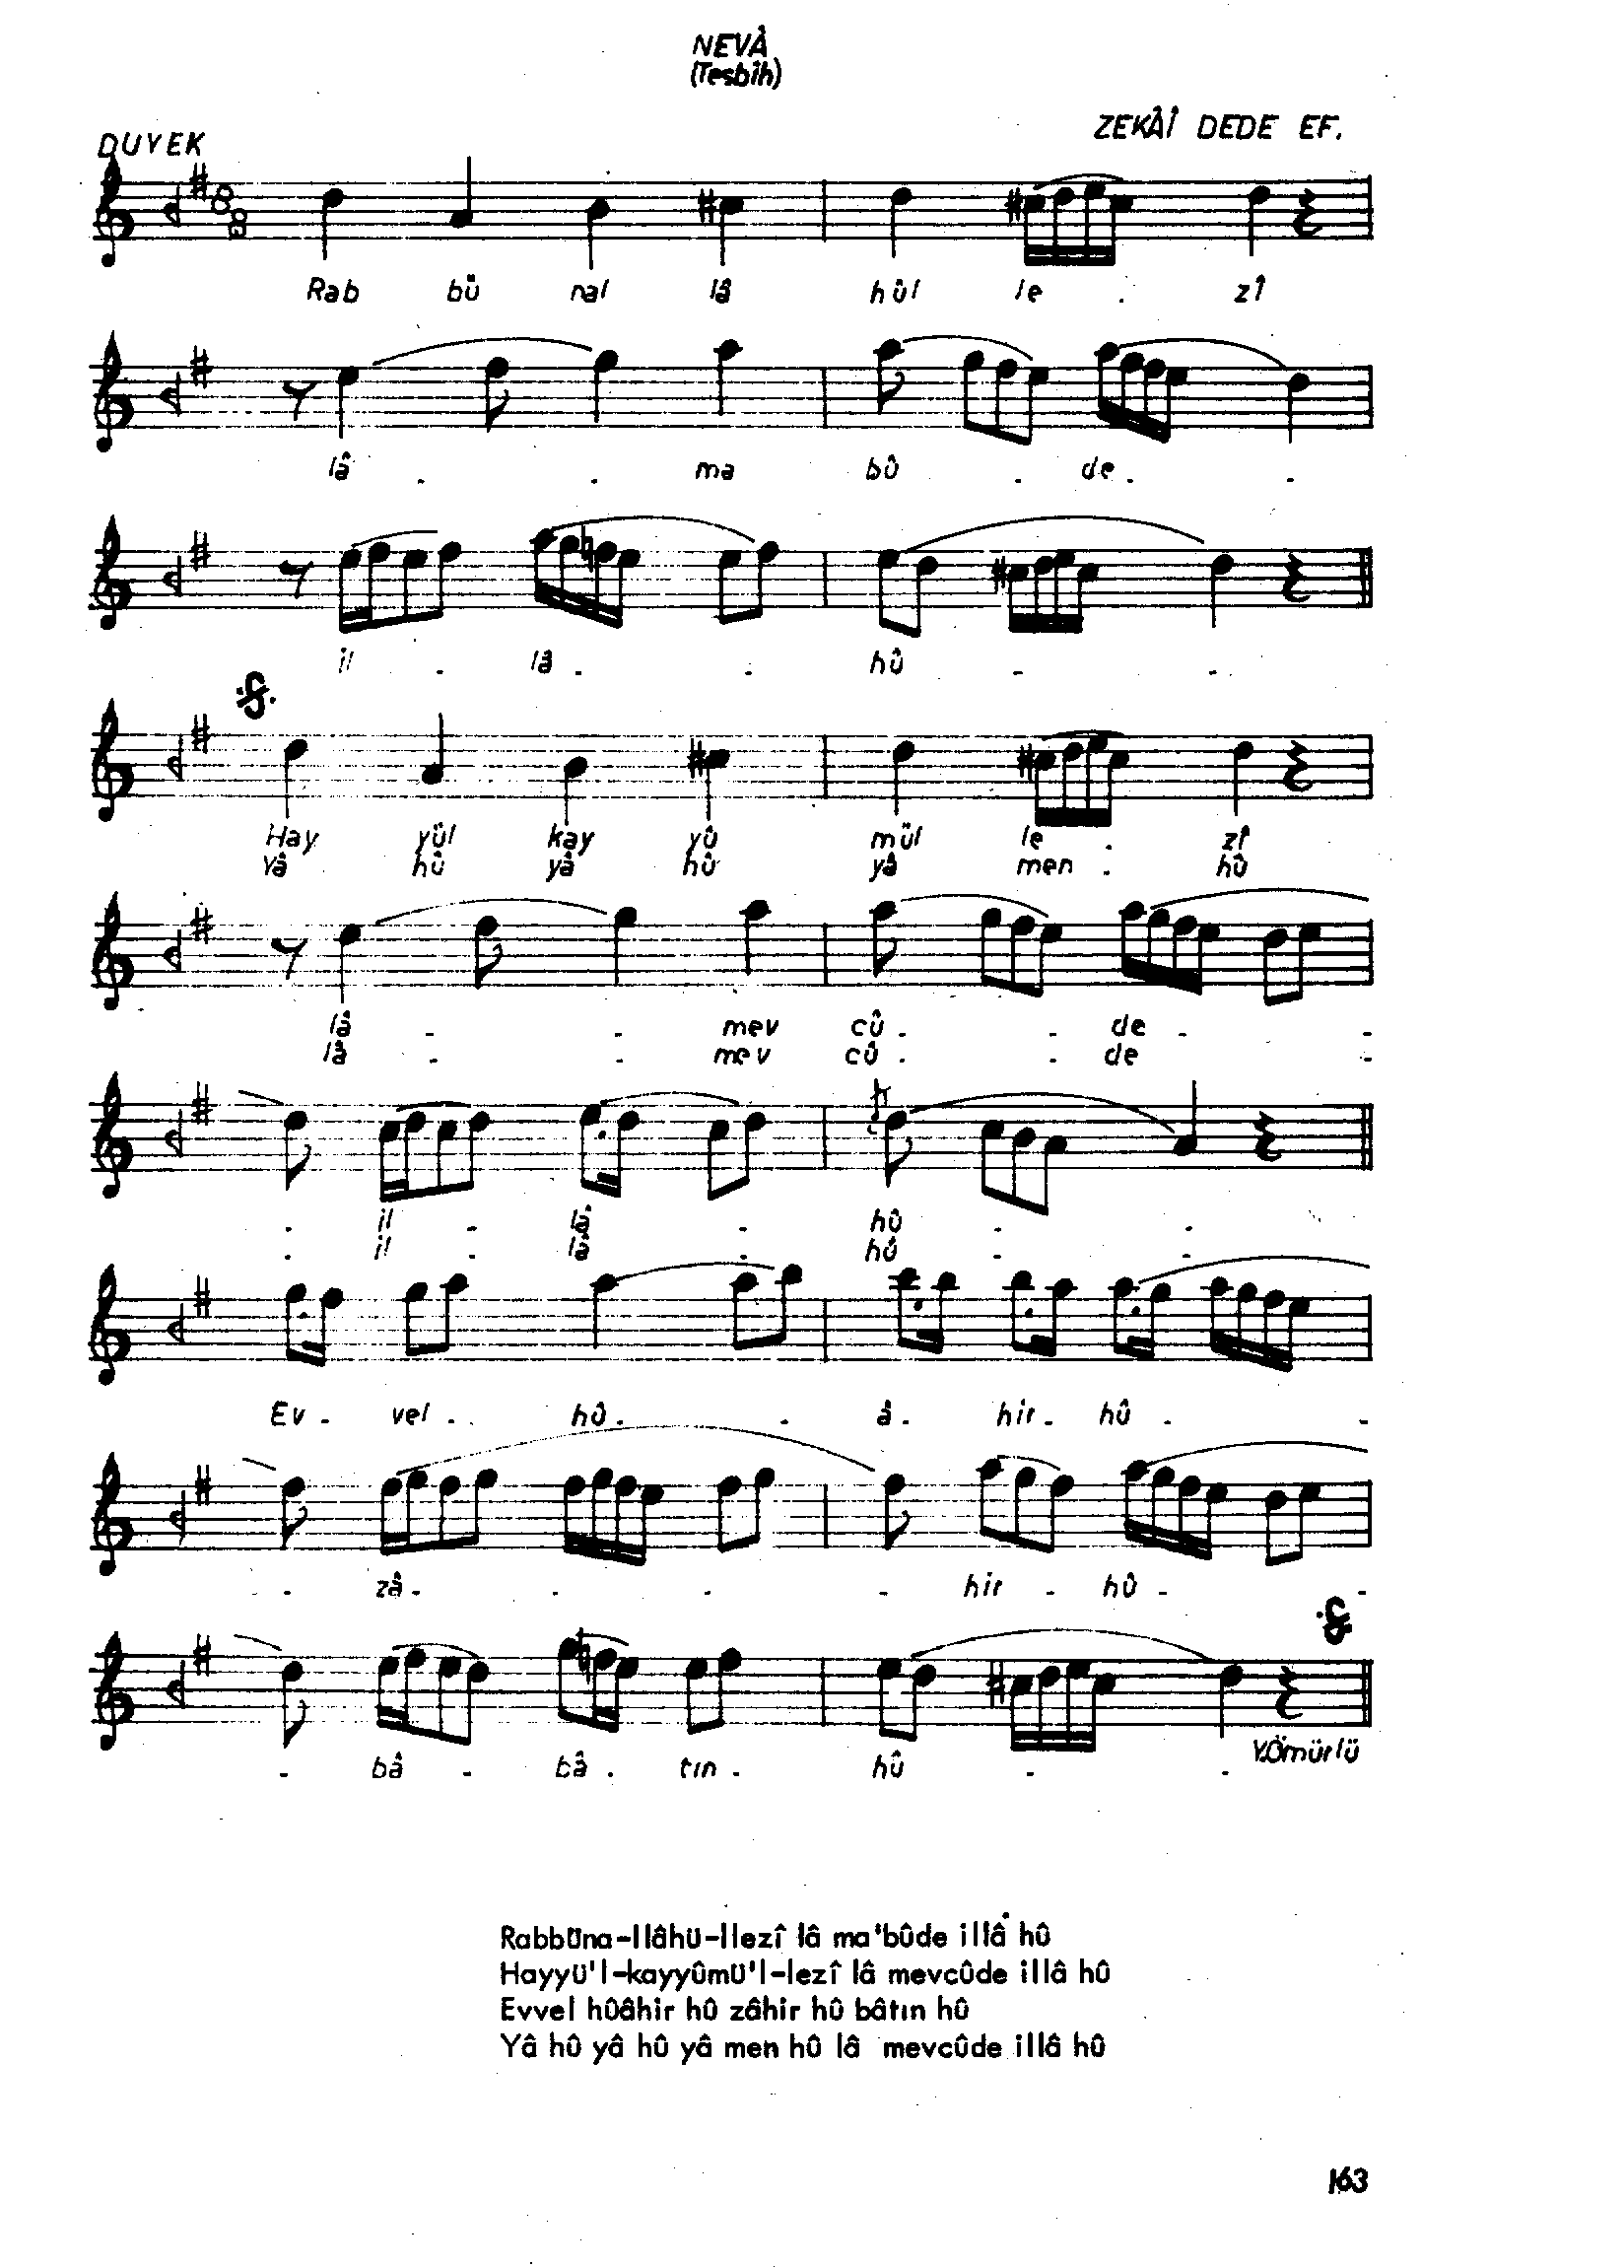 NEVÂ
(Tesbîh)
DUYEK
ZEKÂÎ DEDE EF.
Rab bü nal lâ hûl le . zî
lâ . . ma bû . de . .
il . lâ . . hû . .
Hay yül kay yû mül le . zî
Yâ hû yâ hû yâ men . hû
lâ - - mev cû - - de - -
lâ - - mev cû - - de -
- il - lâ - hû - -
- il - lâ - hû - -
Ev - vel - . hû - - â - hir - hû - -
- zâ - - - - hir - hû - -
- bâ - bâ . tın - hû - -
Y.Ömürlü
Rabbüna-llâhü-llezî lâ ma'bûde illâ hû
Hayyü'l-kayyûmü'l-lezî lâ mevcûde illâ hû
Evvel hûâhir hû zâhir hû bâtın hû
Yâ hû yâ hû yâ men hû lâ mevcûde illâ hû
163